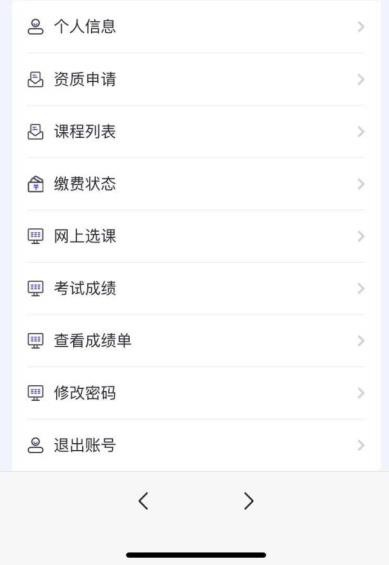 个人信息
资质申请
课程列表
缴费状态
网上选课
考试成绩
查看成绩单
修改密码
退出账号